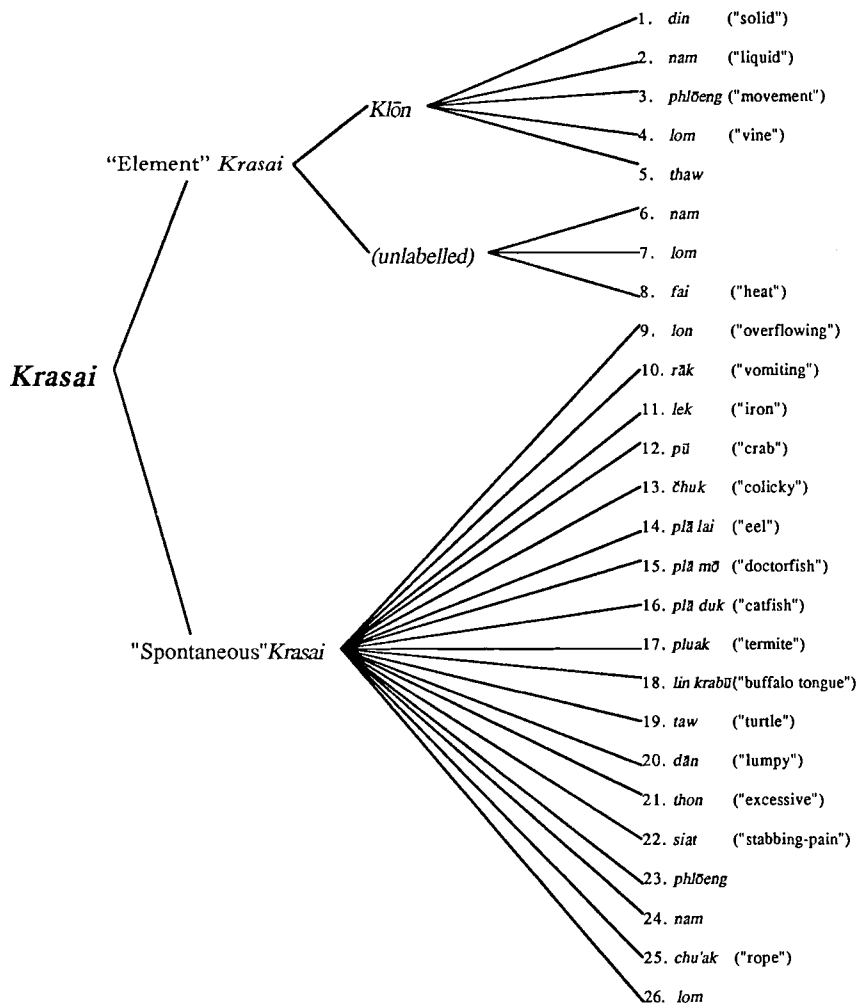 1. din ("solid")
2. nam ("liquid")
Klōn
3. phlōeng ("movement")
4. lom ("vine")
"Element" Krasai
5. thaw
6. nam
(unlabelled)
7. lom
8. fai ("heat")
9. lon ("overflowing")
Krasai
10. rāk ("vomiting")
11. lek ("iron")
12. pū ("crab")
13. čhuk ("colicky")
14. plā lai ("eel")
15. plā mō ("doctorfish")
16. plā duk ("catfish")
"Spontaneous" Krasai
17. pluak ("termite")
18. lin krabū ("buffalo tongue")
19. taw ("turtle")
20. dān ("lumpy")
21. thon ("excessive")
22. siat ("stabbing-pain")
23. phlōeng
24. nam
25. chu'ak ("rope")
26. lom